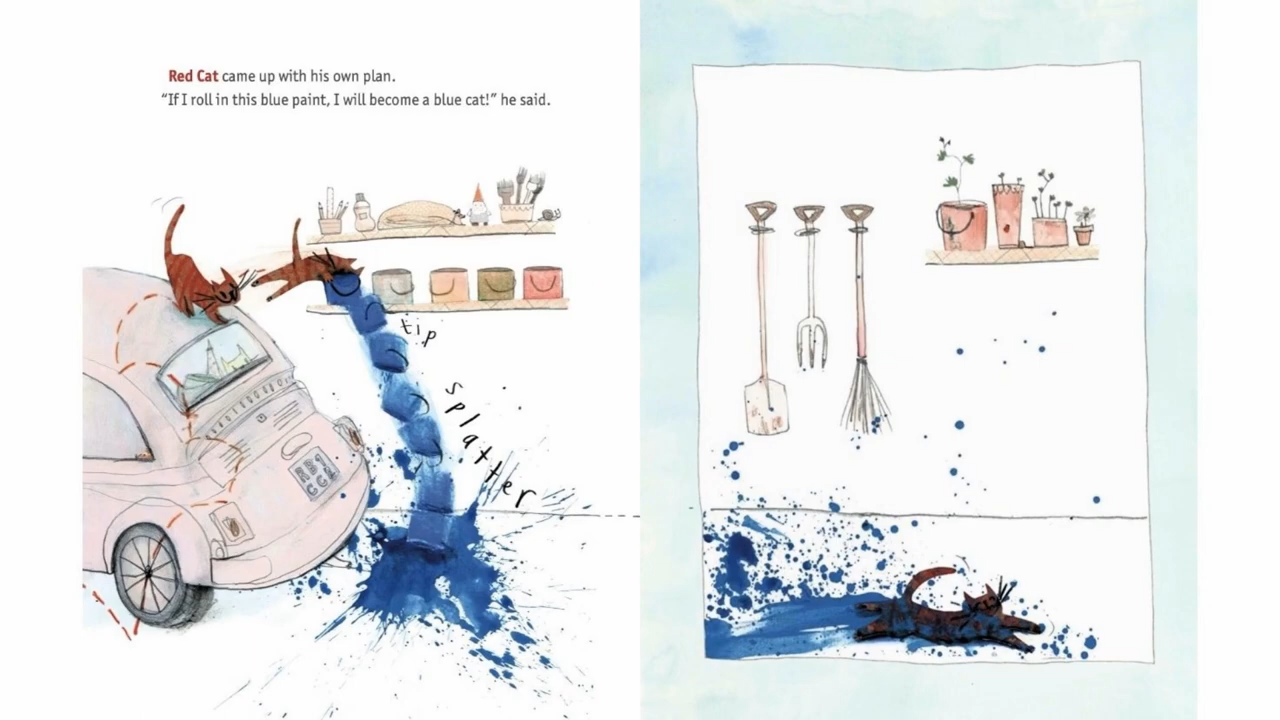 Red Cat came up with his own plan.
“If I roll in this blue paint, I will become a blue cat!” he said.
tip
splatter